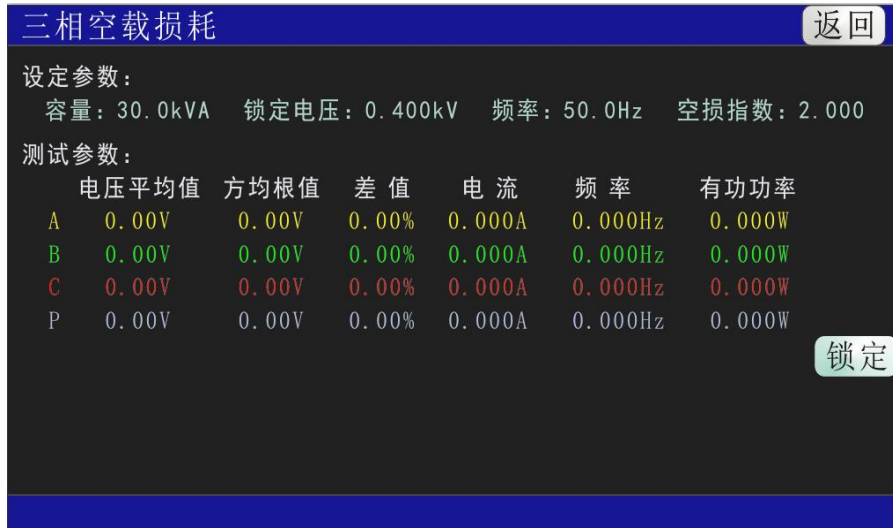 三相空载损耗 返回
设定参数：
容量：30.0kVA 锁定电压：0.400kV 频率：50.0Hz 空损指数：2.000
测试参数：
电压平均值 方均根值 差 值 电 流 频 率 有功功率
A 0.00V 0.00V 0.00% 0.000A 0.000Hz 0.000W
B 0.00V 0.00V 0.00% 0.000A 0.000Hz 0.000W
C 0.00V 0.00V 0.00% 0.000A 0.000Hz 0.000W
P 0.00V 0.00V 0.00% 0.000A 0.000Hz 0.000W
锁定